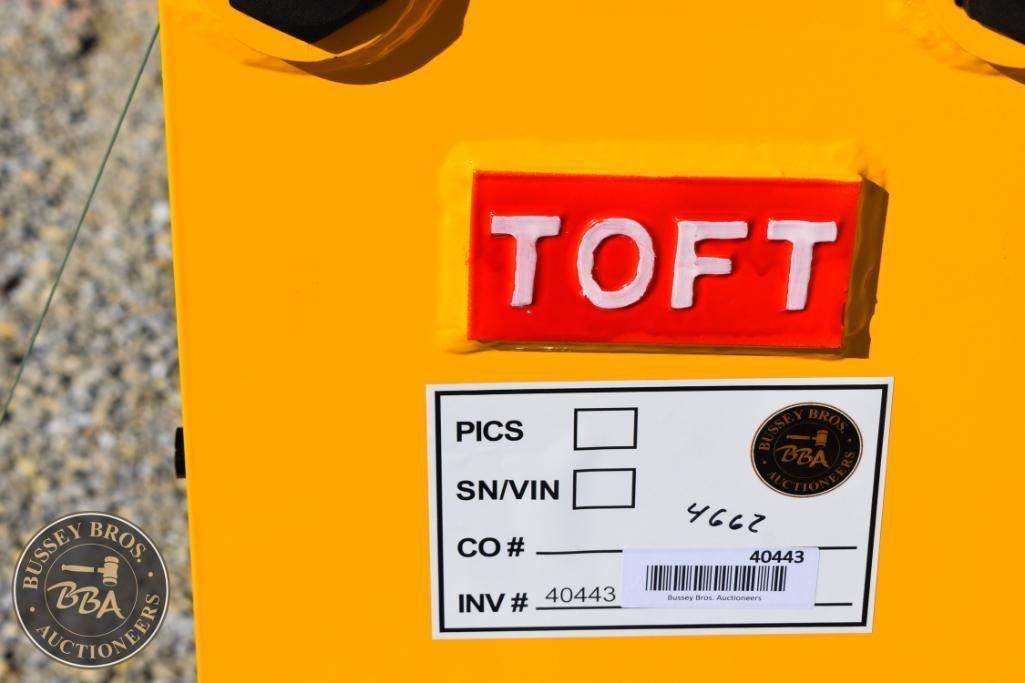 TOFT
PICS
BUSSEY BROS.
BBA
AUCTIONEERS
SN/VIN
4662
CO #
40443
INV # 40443
Bussey Bros. Auctioneers
BUSSEY BROS.
BBA
AUCTIONEERS